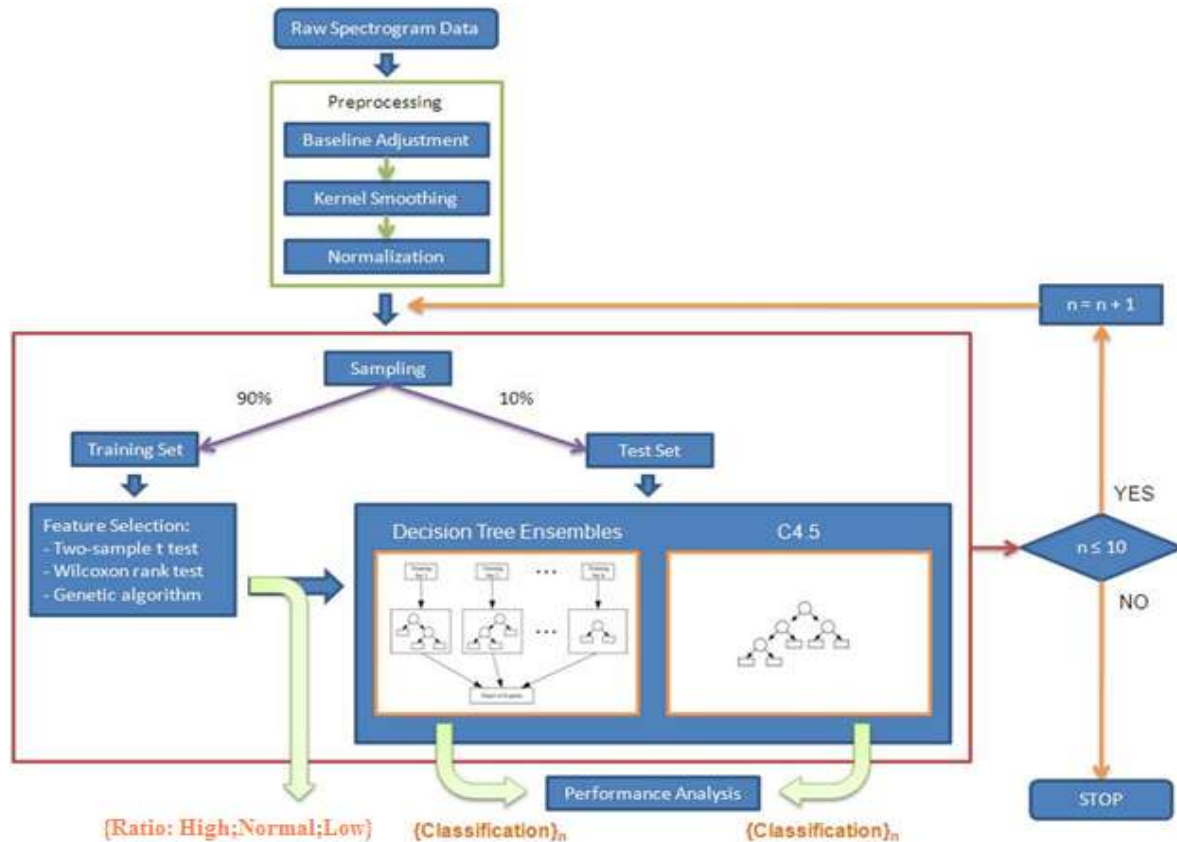 Raw Spectrogram Data
Preprocessing
Baseline Adjustment
Kernel Smoothing
Normalization
n = n + 1
Sampling
90%
10%
Training Set
Test Set
Feature Selection:
- Two-sample t test
- Wilcoxon rank test
- Genetic algorithm
Decision Tree Ensembles
C4.5
YES
n ≤ 10
NO
Performance Analysis
STOP
{Ratio: High;Normal;Low}
{Classification}n
{Classification}n